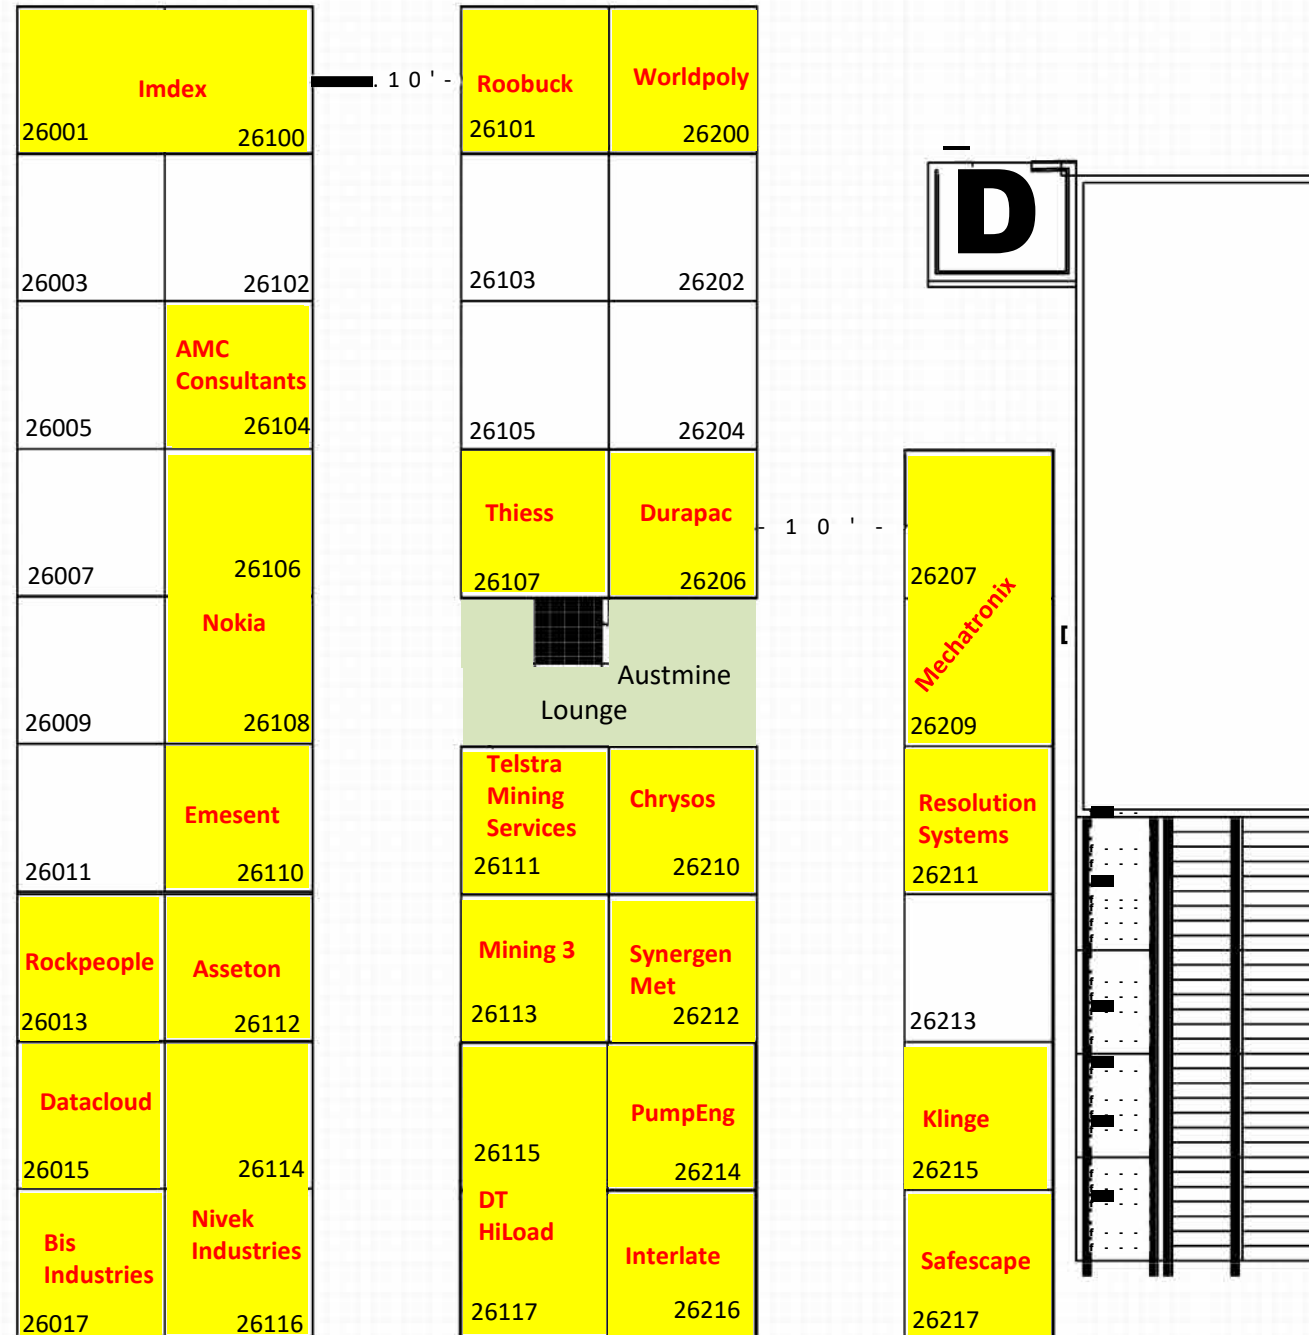 Imdex
26001 26100
10'-
Roobuck
26101
Worldpoly
26200
D
26003 26102
26103 26202
AMC
Consultants
26005 26104
26105 26204
Thiess
26107
Durapac
26206
- 10' -
26007 26106
Nokia
26009 26108
26207
Mechatronix
26209
Austmine
Lounge
Telstra
Mining
Services
26111
Chrysos
26210
Resolution
Systems
26211
Emesent
26011 26110
Rockpeople
26013
Asseton
26112
Mining 3
26113
Synergen
Met
26212
26213
Datacloud
26015
26114
Nivek
Industries
26116
26115
DT
HiLoad
26117
PumpEng
26214
Klinge
26215
Bis
Industries
26017
Interlate
26216
Safescape
26217